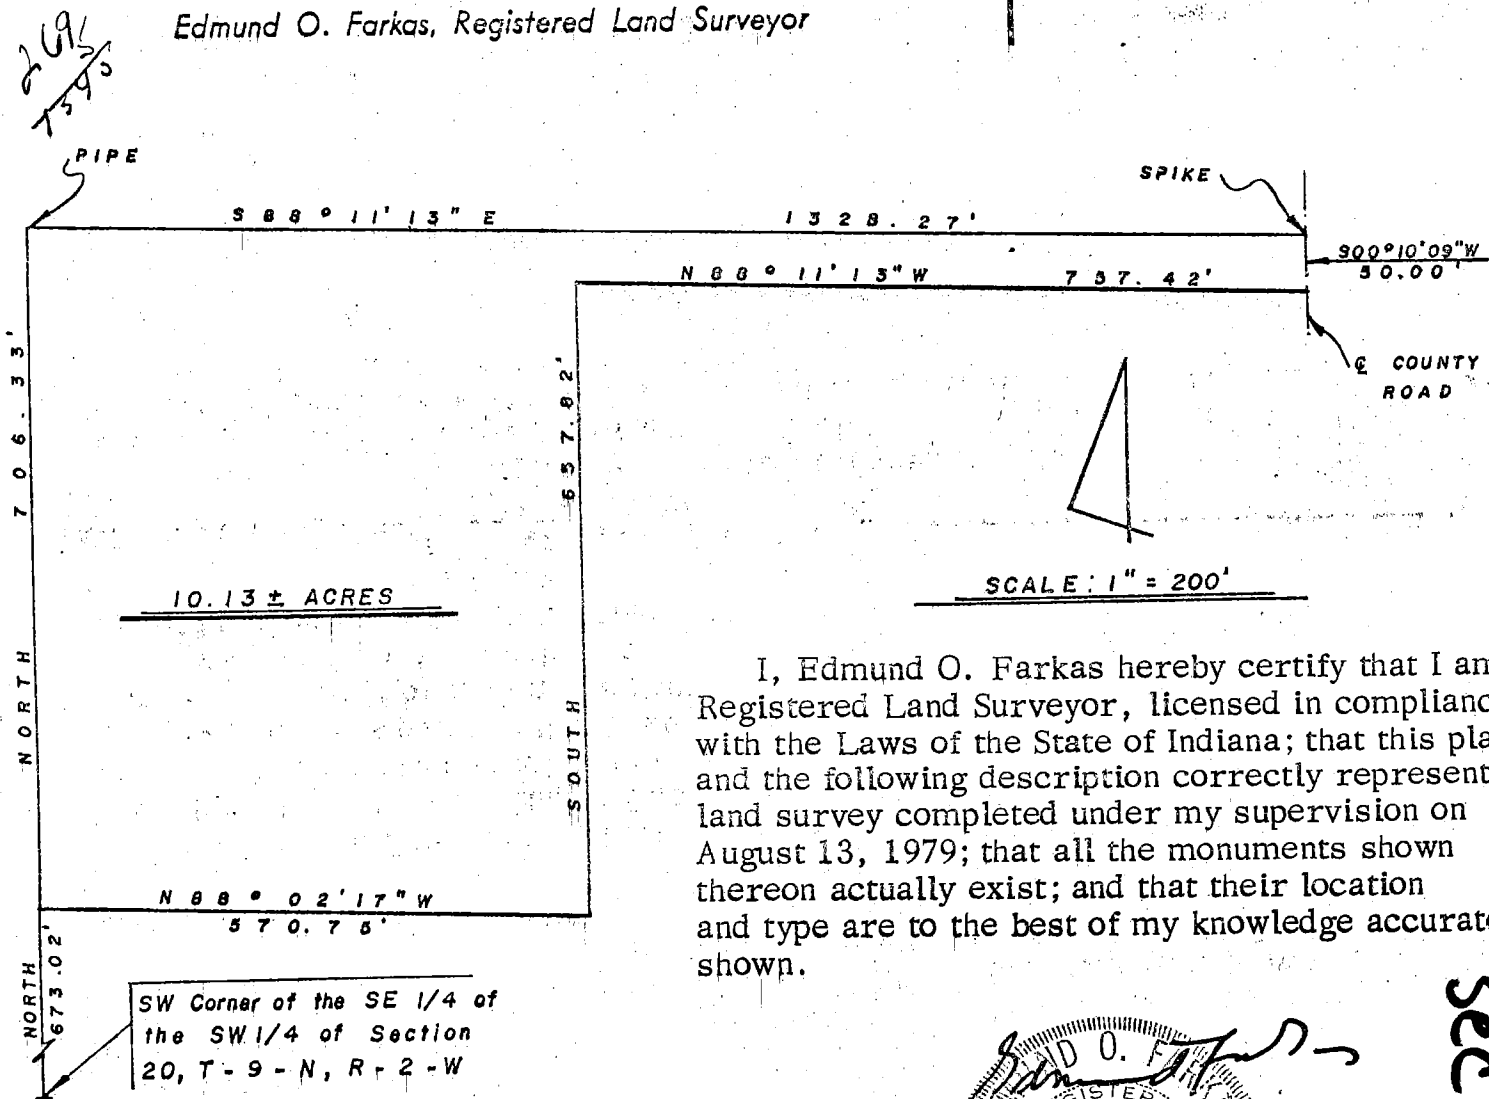 Edmund O. Farkas, Registered Land Surveyor
PIPE
SPIKE
S 88° 11' 13" E 1328.27'
S00°10'09"W
50.00'
N 88° 11' 13" W 757.42'
℄ COUNTY
ROAD
NORTH 706.33'
SOUTH 657.82'
10.13 ± ACRES
SCALE: 1" = 200'
I, Edmund O. Farkas hereby certify that I am
Registered Land Surveyor, licensed in complianc
with the Laws of the State of Indiana; that this pla
and the following description correctly represent
land survey completed under my supervision on
August 13, 1979; that all the monuments shown
thereon actually exist; and that their location
and type are to the best of my knowledge accurat
shown.
N 88° 02' 17" W
570.75'
NORTH
673.02'
SW Corner of the SE 1/4 of
the SW 1/4 of Section
20, T-9-N, R-2-W
sec